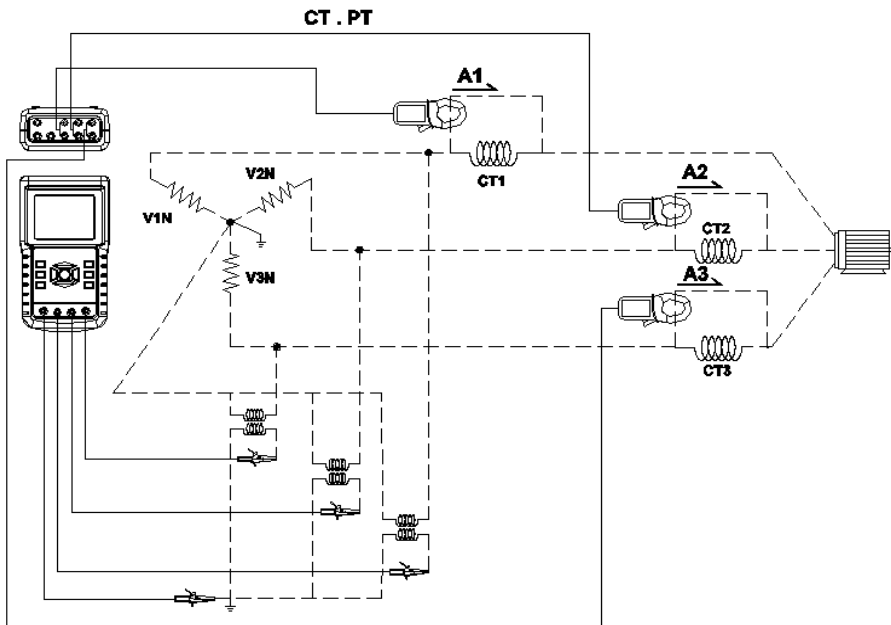 CT . PT
A1
V2N
CT1
A2
V1N
CT2
V3N
A3
CT3